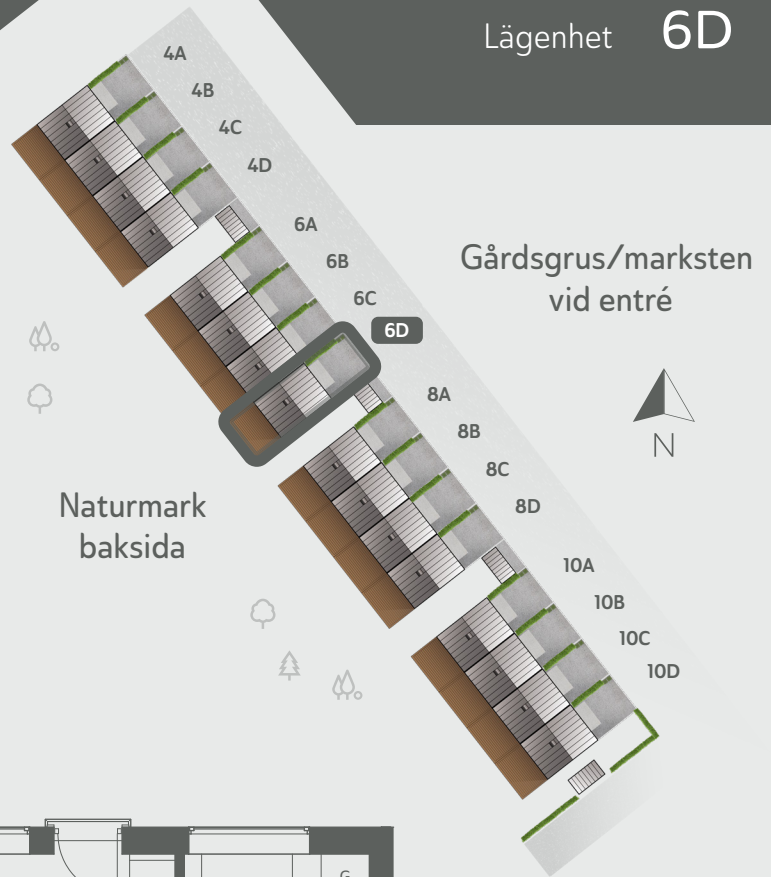 Lägenhet 6D
4A
4B
4C
4D
6A
6B
6C
6D
Gårdsgrus/marksten
vid entré
N
8A
8B
8C
8D
Naturmark
baksida
10A
10B
10C
10D
G